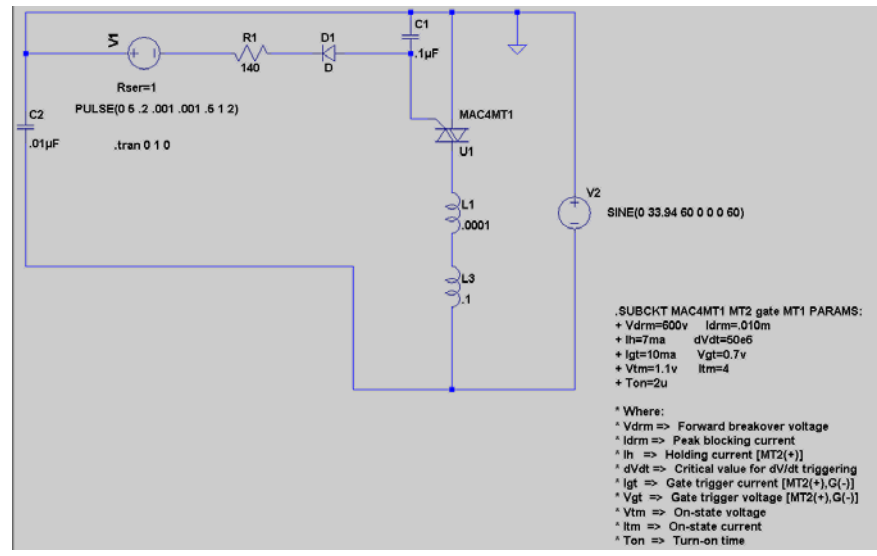 C1
.1µF
V1
R1
140
D1
D
Rser=1
PULSE(0 5 .2 .001 .001 .5 1 2)
.tran 0 1 0
C2
.01µF
MAC4MT1
U1
L1
.0001
L3
.1
V2
SINE(0 33.94 60 0 0 0 60)
.SUBCKT MAC4MT1 MT2 gate MT1 PARAMS:
+ Vdrm=600v Idrm=.010m
+ Ih=7ma dVdt=50e6
+ Igt=10ma Vgt=0.7v
+ Vtm=1.1v Itm=4
+ Ton=2u
* Where:
* Vdrm => Forward breakover voltage
* Idrm => Peak blocking current
* Ih => Holding current [MT2(+)]
* dVdt => Critical value for dV/dt triggering
* Igt => Gate trigger current [MT2(+),G(-)]
* Vgt => Gate trigger voltage [MT2(+),G(-)]
* Vtm => On-state voltage
* Itm => On-state current
* Ton => Turn-on time